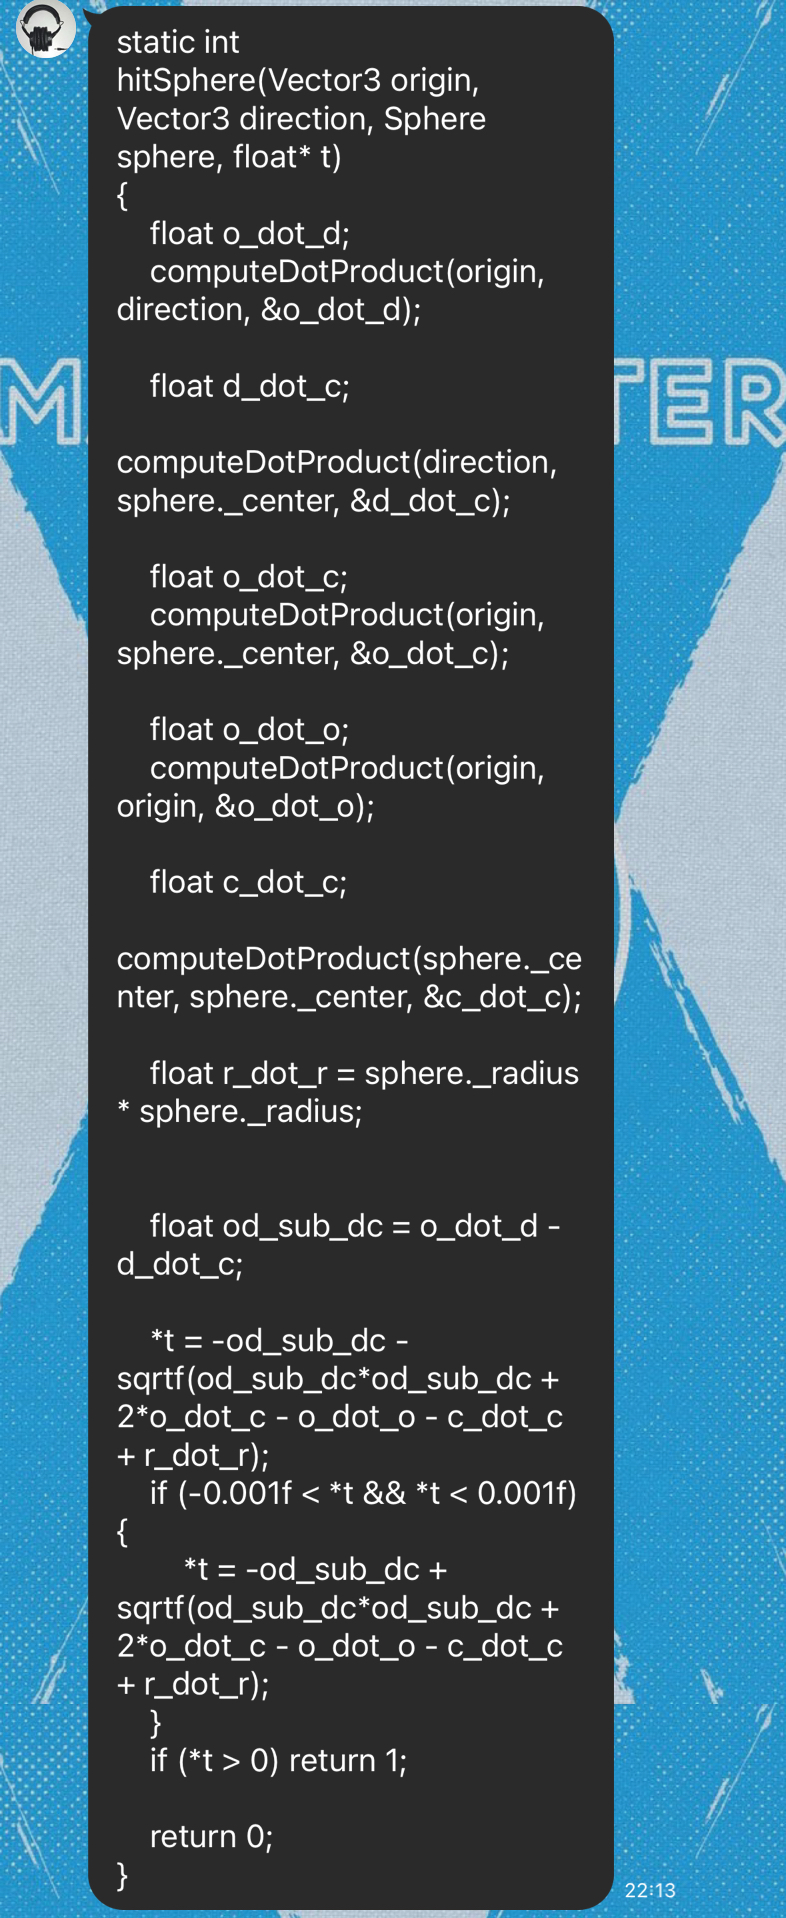 static int
hitSphere(Vector3 origin,
Vector3 direction, Sphere
sphere, float* t)
{
    float o_dot_d;
    computeDotProduct(origin,
direction, &o_dot_d);

    float d_dot_c;

computeDotProduct(direction,
sphere._center, &d_dot_c);

    float o_dot_c;
    computeDotProduct(origin,
sphere._center, &o_dot_c);

    float o_dot_o;
    computeDotProduct(origin,
origin, &o_dot_o);

    float c_dot_c;

computeDotProduct(sphere._ce
nter, sphere._center, &c_dot_c);

    float r_dot_r = sphere._radius
* sphere._radius;

    float od_sub_dc = o_dot_d -
d_dot_c;

    *t = -od_sub_dc -
sqrtf(od_sub_dc*od_sub_dc +
2*o_dot_c - o_dot_o - c_dot_c
+ r_dot_r);
    if (-0.001f < *t && *t < 0.001f)
{
        *t = -od_sub_dc +
sqrtf(od_sub_dc*od_sub_dc +
2*o_dot_c - o_dot_o - c_dot_c
+ r_dot_r);
    }
    if (*t > 0) return 1;

    return 0;
}
22:13